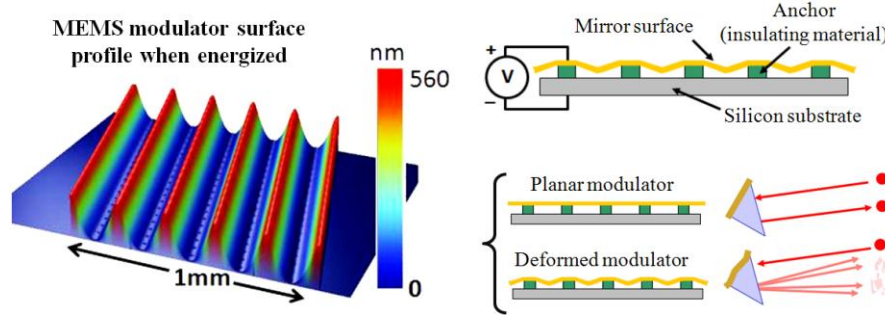 MEMS modulator surface
profile when energized
nm
560
0
1mm
Mirror surface
Anchor
(insulating material)
+
V
−
Silicon substrate
Planar modulator
Deformed modulator